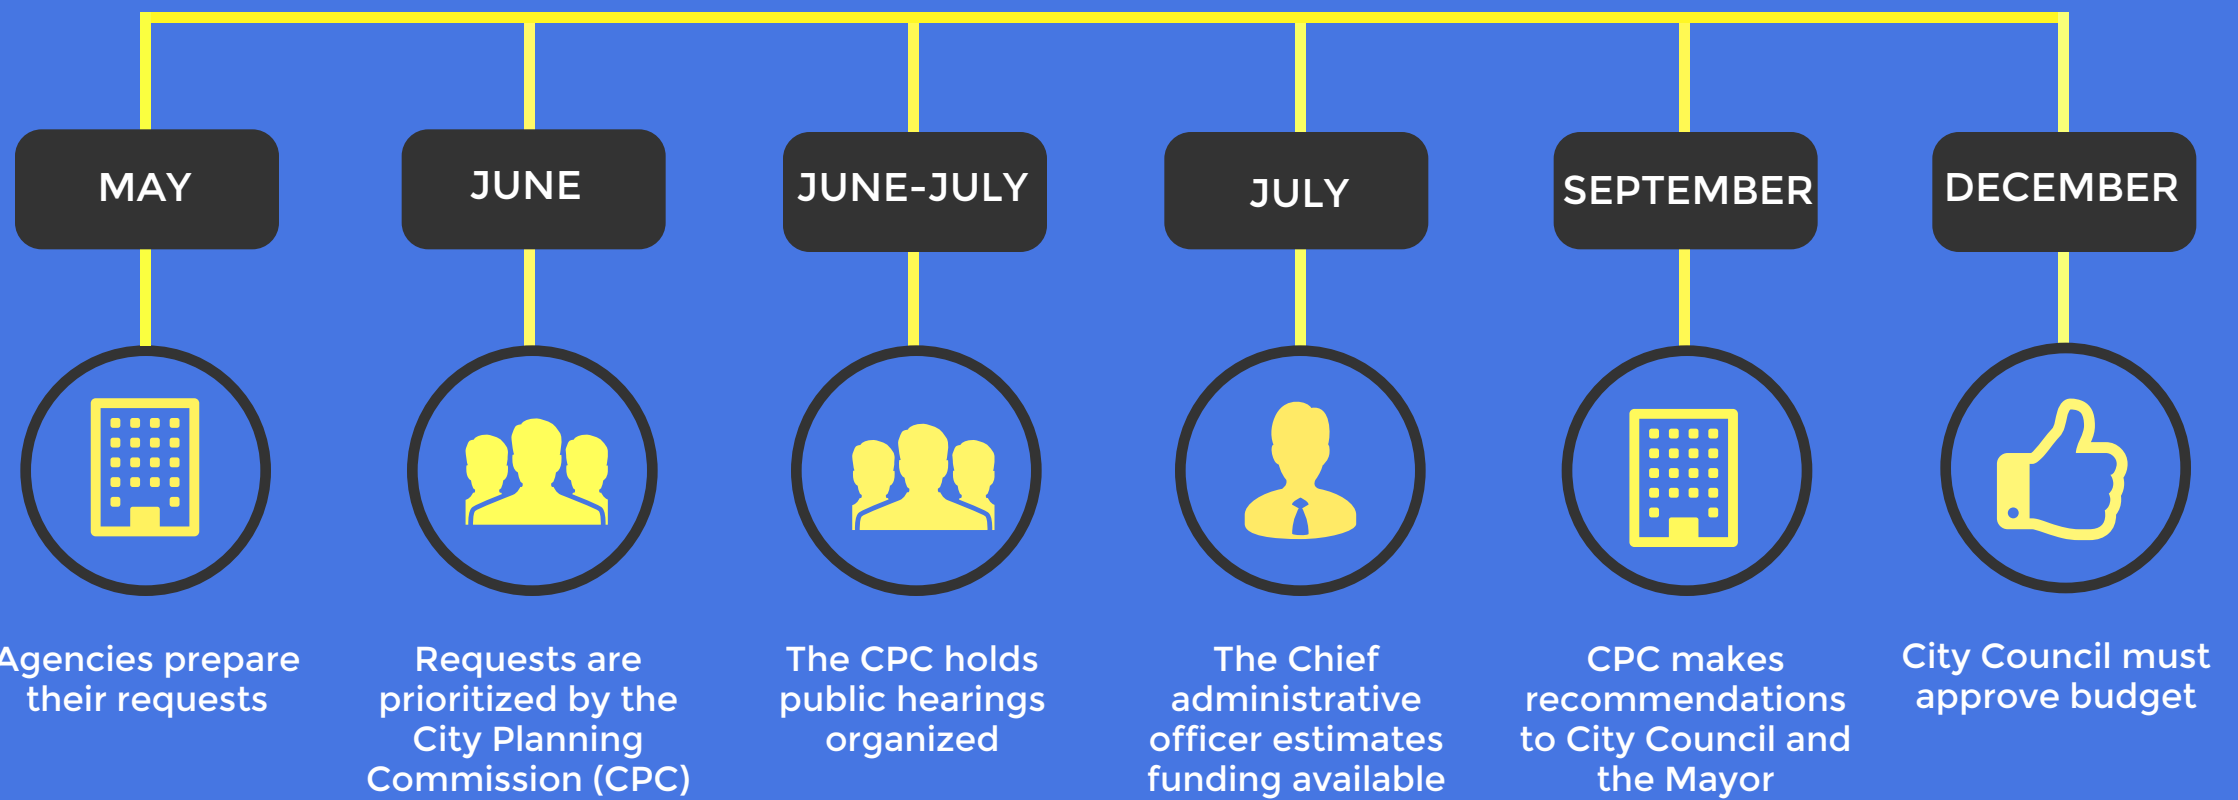 MAY
JUNE
JUNE-JULY
JULY
SEPTEMBER
DECEMBER
Agencies prepare
their requests
Requests are
prioritized by the
City Planning
Commission (CPC)
The CPC holds
public hearings
organized
The Chief
administrative
officer estimates
funding available
CPC makes
recommendations
to City Council and
the Mayor
City Council must
approve budget